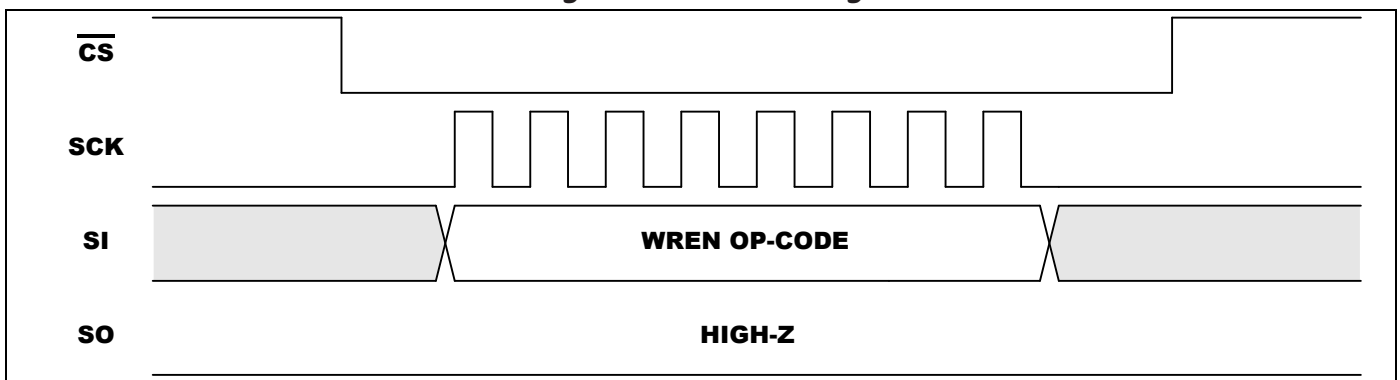 CS
SCK
SI
WREN OP-CODE
SO
HIGH-Z